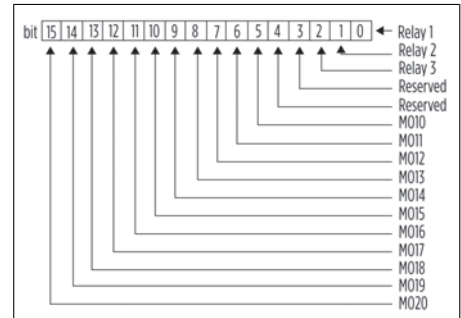 bit 15 14 13 12 11 10 9 8 7 6 5 4 3 2 1 0 Relay 1
Relay 2
Relay 3
Reserved
Reserved
MO10
MO11
MO12
MO13
MO14
MO15
MO16
MO17
MO18
MO19
MO20